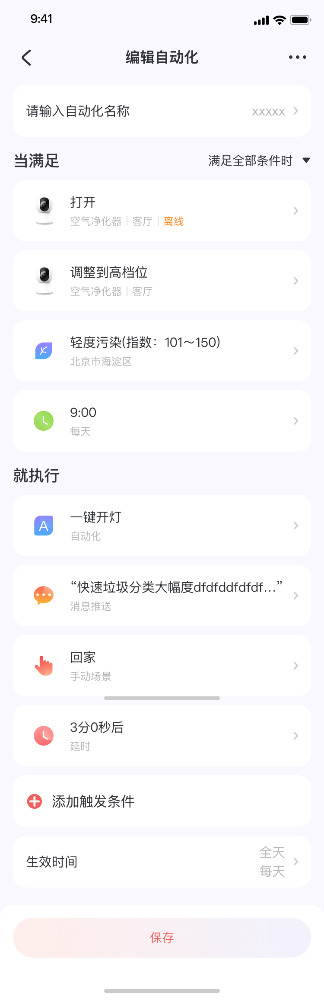 9:41
编辑自动化
请输入自动化名称 xxxxx
当满足 满足全部条件时
打开
空气净化器｜客厅｜离线
调整到高档位
空气净化器｜客厅
轻度污染(指数：101～150)
北京市海淀区
9:00
每天
就执行
A
一键开灯
自动化
“快速垃圾分类大幅度dfdfddfdfdf...”
消息推送
回家
手动场景
3分0秒后
延时
添加触发条件
生效时间
全天
每天
保存